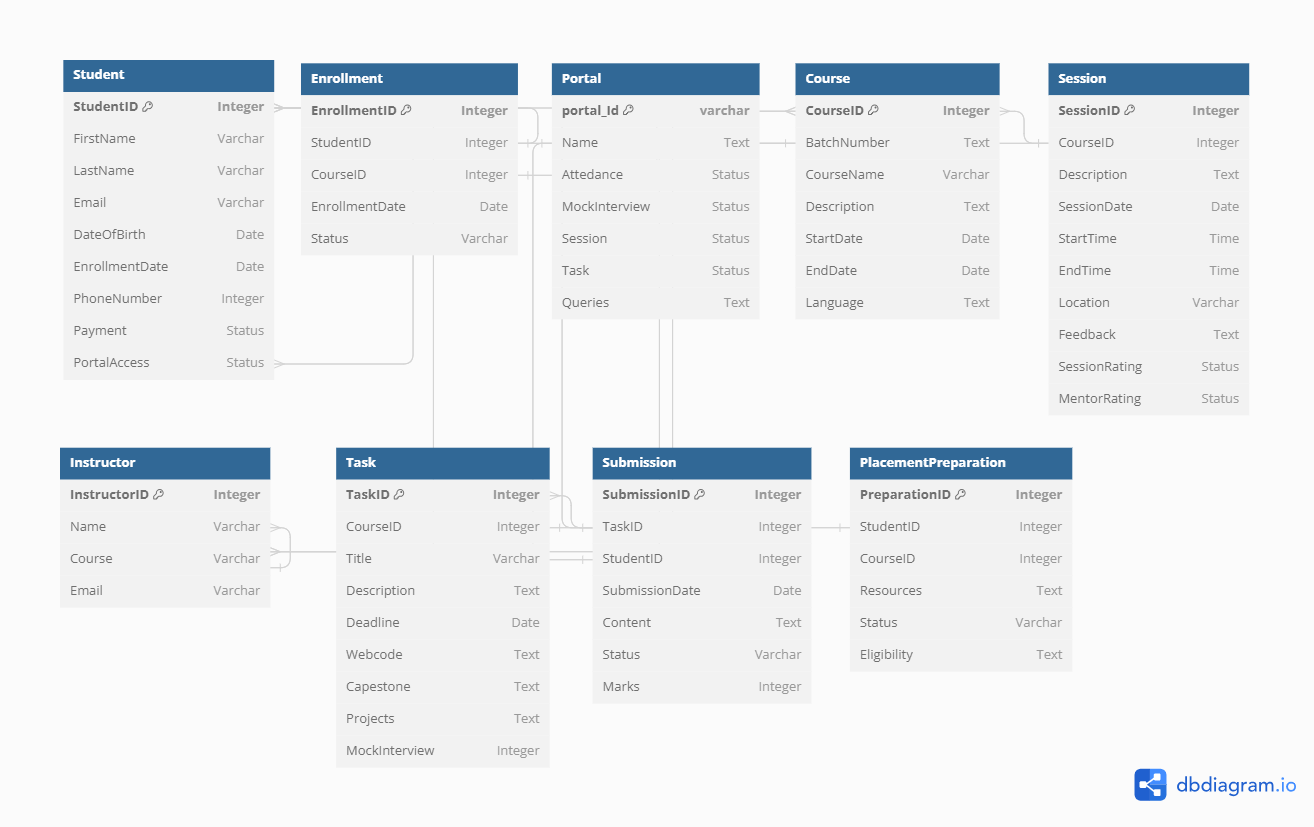 Student
StudentID Integer
FirstName Varchar
LastName Varchar
Email Varchar
DateOfBirth Date
EnrollmentDate Date
PhoneNumber Integer
Payment Status
PortalAccess Status
Enrollment
EnrollmentID Integer
StudentID Integer
CourseID Integer
EnrollmentDate Date
Status Varchar
Portal
portal_Id varchar
Name Text
Attedance Status
MockInterview Status
Session Status
Task Status
Queries Text
Course
CourseID Integer
BatchNumber Text
CourseName Varchar
Description Text
StartDate Date
EndDate Date
Language Text
Session
SessionID Integer
CourseID Integer
Description Text
SessionDate Date
StartTime Time
EndTime Time
Location Varchar
Feedback Text
SessionRating Status
MentorRating Status
Instructor
InstructorID Integer
Name Varchar
Course Varchar
Email Varchar
Task
TaskID Integer
CourseID Integer
Title Varchar
Description Text
Deadline Date
Webcode Text
Capestone Text
Projects Text
MockInterview Integer
Submission
SubmissionID Integer
TaskID Integer
StudentID Integer
SubmissionDate Date
Content Text
Status Varchar
Marks Integer
PlacementPreparation
PreparationID Integer
StudentID Integer
CourseID Integer
Resources Text
Status Varchar
Eligibility Text
dbdiagram.io